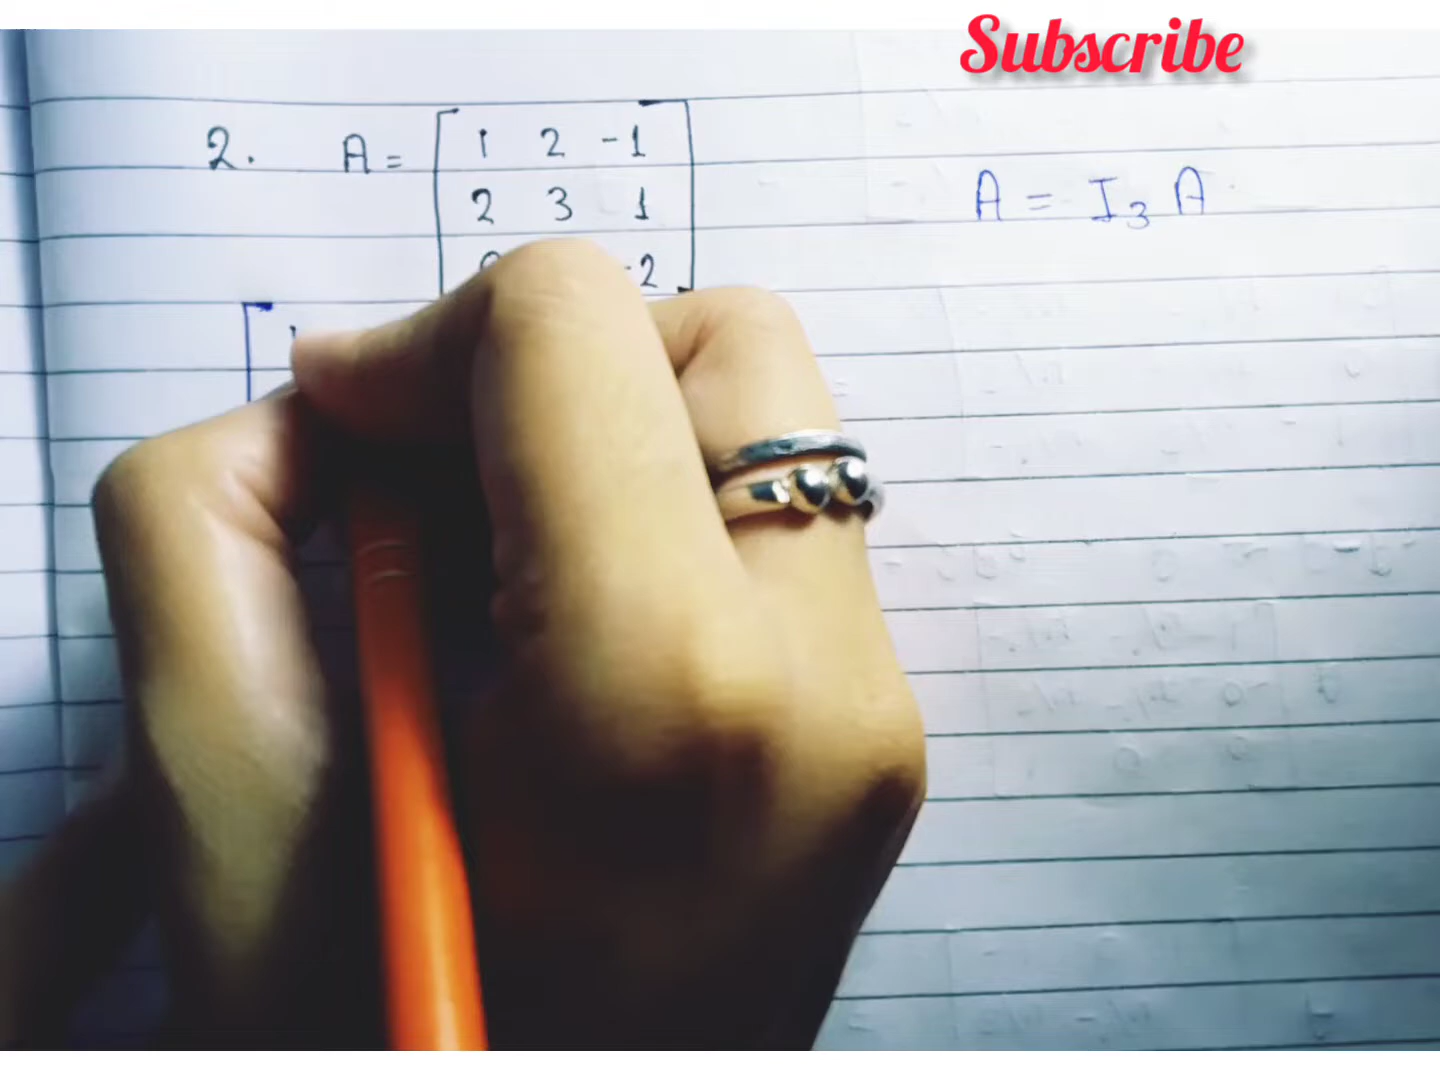 Subscribe
2. A = 1 2 -1
2 3 1
-2
A = I₃ A